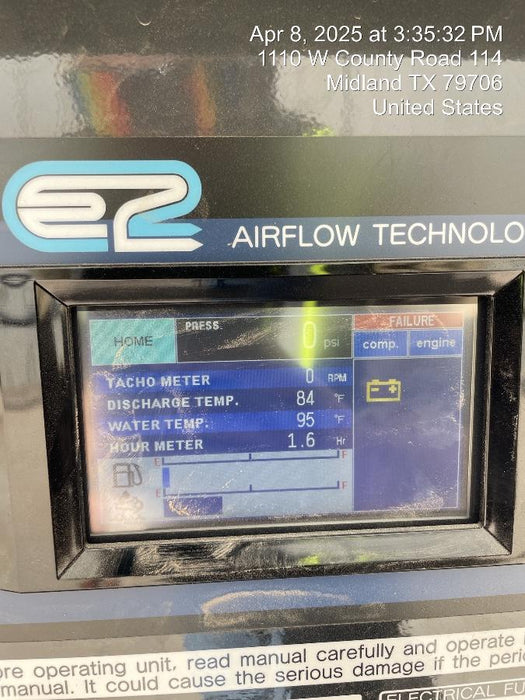 Apr 8, 2025 at 3:35:32 PM
1110 W County Road 114
Midland TX 79706
United States
e2
AIRFLOW TECHNOLO
HOME
PRESS.
0 psi
FAILURE
comp. engine
TACHO METER 0 RPM
DISCHARGE TEMP. 84 °F
WATER TEMP. 95 °F
HOUR METER 1.6 Hr
E F
E F
ore operating unit, read manual carefully and operate
manual. It could cause the serious damage if the peri
ELECTRICAL FU